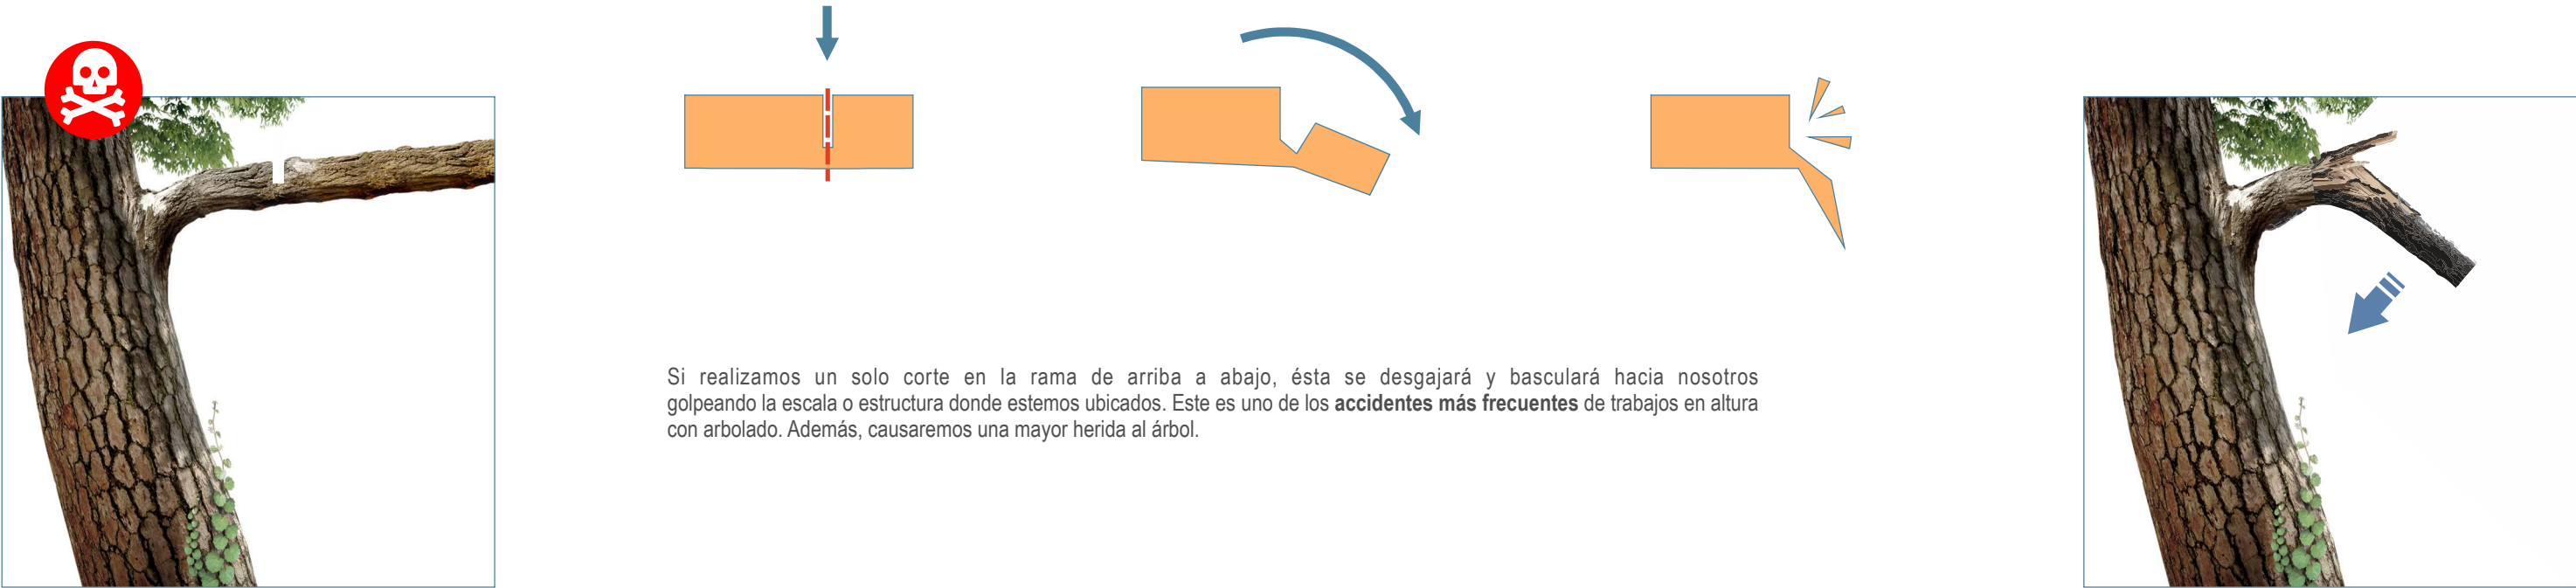 Si realizamos un solo corte en la rama de arriba a abajo, ésta se desgajará y basculará hacia nosotros
golpeando la escala o estructura donde estemos ubicados. Este es uno de los accidentes más frecuentes de trabajos en altura
con arbolado. Además, causaremos una mayor herida al árbol.